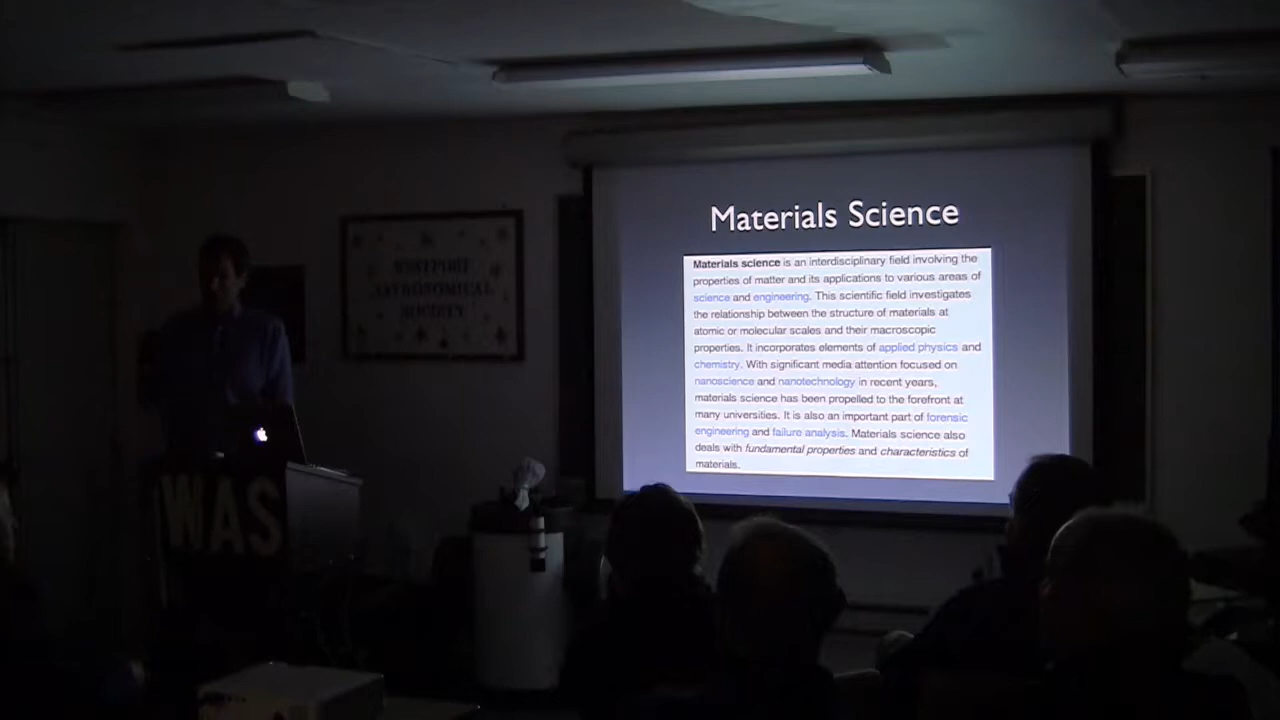 WESTPORT
ASTRONOMICAL
SOCIETY
WAS
Materials Science
Materials science is an interdisciplinary field involving the
properties of matter and its applications to various areas of
science and engineering. This scientific field investigates
the relationship between the structure of materials at
atomic or molecular scales and their macroscopic
properties. It incorporates elements of applied physics and
chemistry. With significant media attention focused on
nanoscience and nanotechnology in recent years,
materials science has been propelled to the forefront at
many universities. It is also an important part of forensic
engineering and failure analysis. Materials science also
deals with fundamental properties and characteristics of
materials.